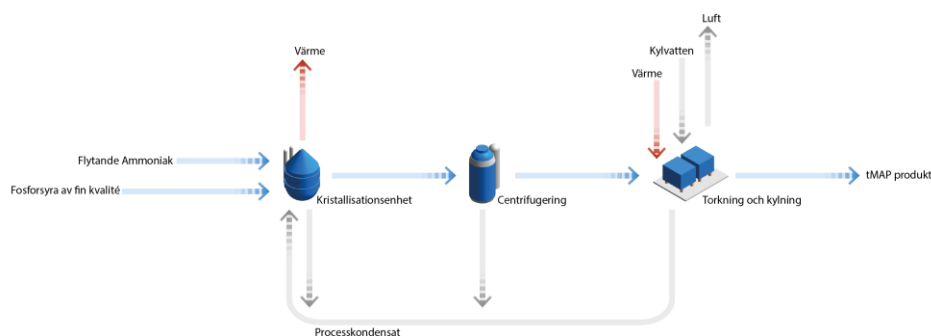 Luft
Kylvatten
Värme
Värme
Flytande Ammoniak
Fosforsyra av fin kvalité
Kristallisationsenhet
Centrifugering
Torkning och kylning
tMAP produkt
Processkondensat